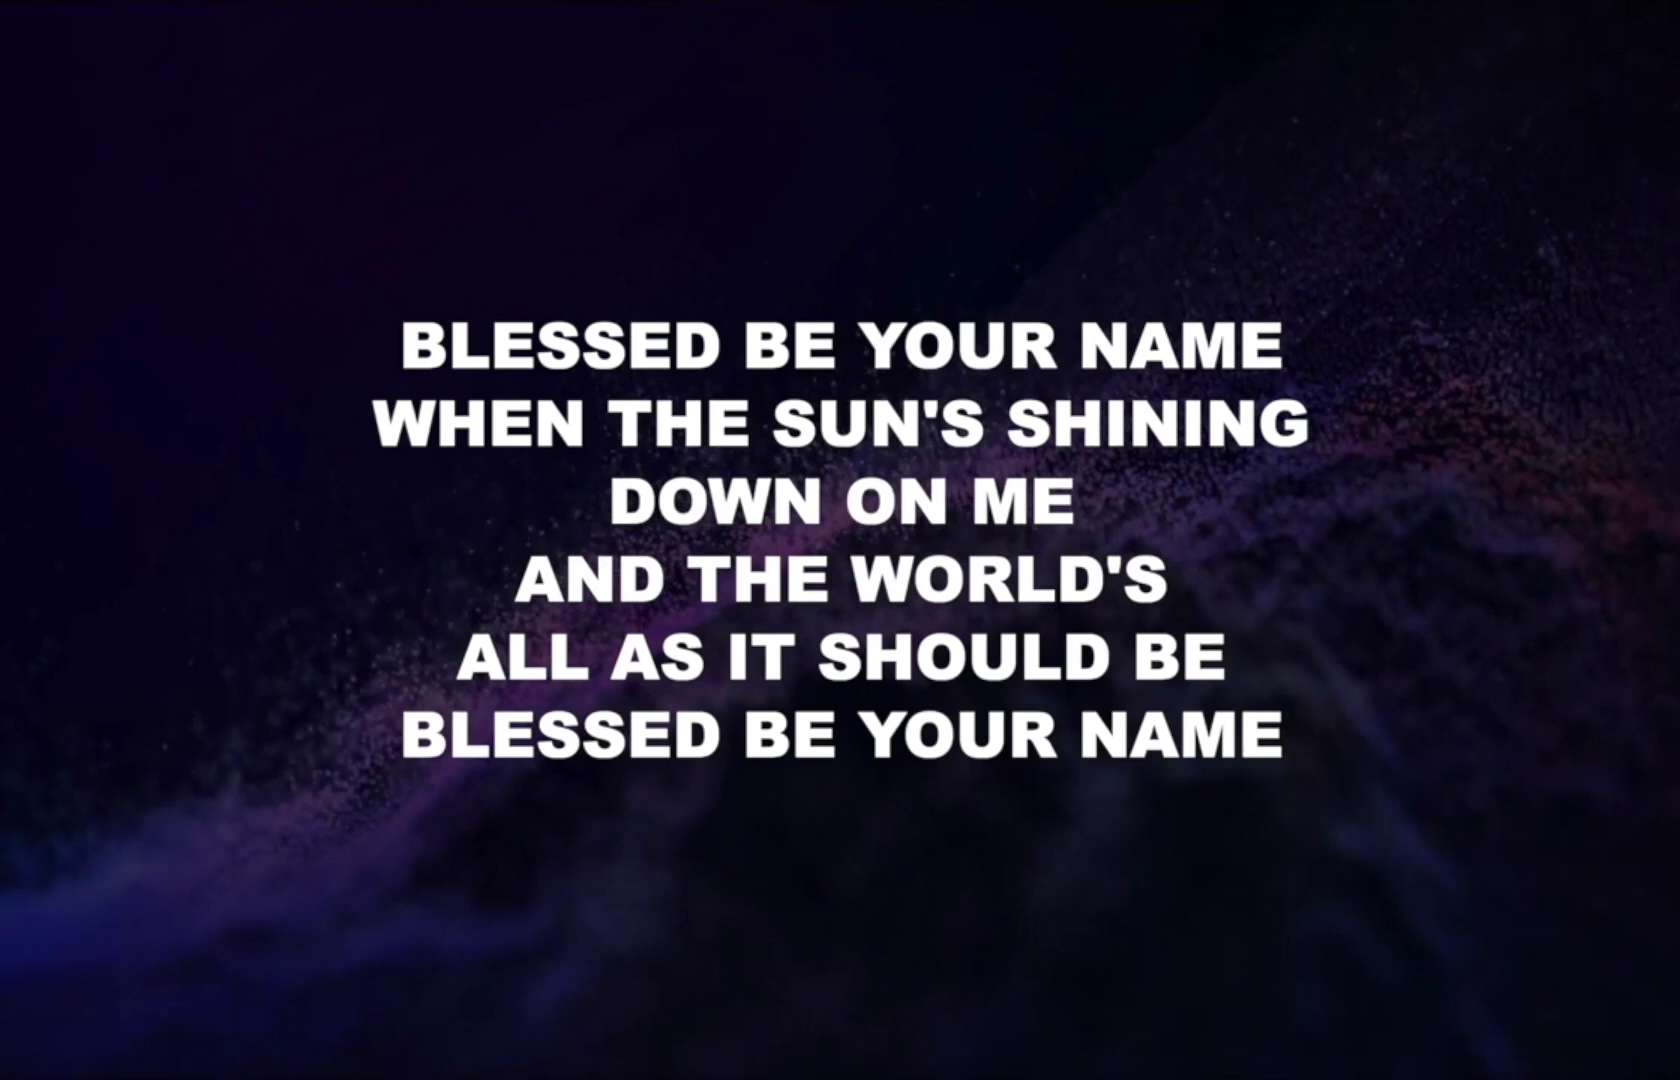 BLESSED BE YOUR NAME
WHEN THE SUN'S SHINING
DOWN ON ME
AND THE WORLD'S
ALL AS IT SHOULD BE
BLESSED BE YOUR NAME